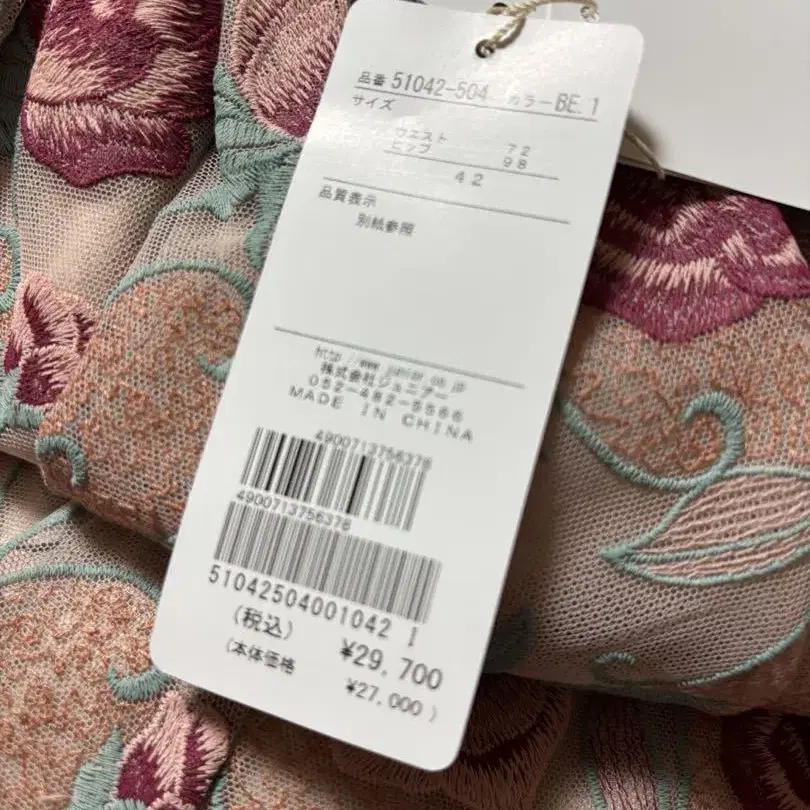 品番 51042-504 カラー BE.1
サイズ
ウエスト 72
ヒップ 98
42
品質表示
別紙参照
http://www.junior.co.jp
株式会社ジュニアー
052-482-5566
MADE IN CHINA
4900713756376
4900713756376
51042504001042 I
(税込) ¥29,700
(本体価格 ¥27,000)